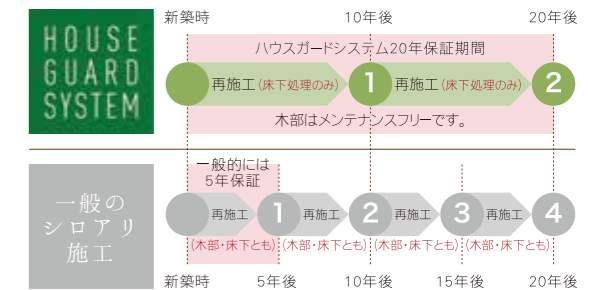 新築時 10年後 20年後
HOUSE
GUARD
SYSTEM
ハウスガードシステム20年保証期間
再施工(床下処理のみ) 1 再施工(床下処理のみ) 2
木部はメンテナンスフリーです。
一般的には
5年保証
一般の
シロアリ
施工
再施工 1 再施工 2 再施工 3 再施工 4
(木部・床下とも) (木部・床下とも) (木部・床下とも) (木部・床下とも)
新築時 5年後 10年後 15年後 20年後